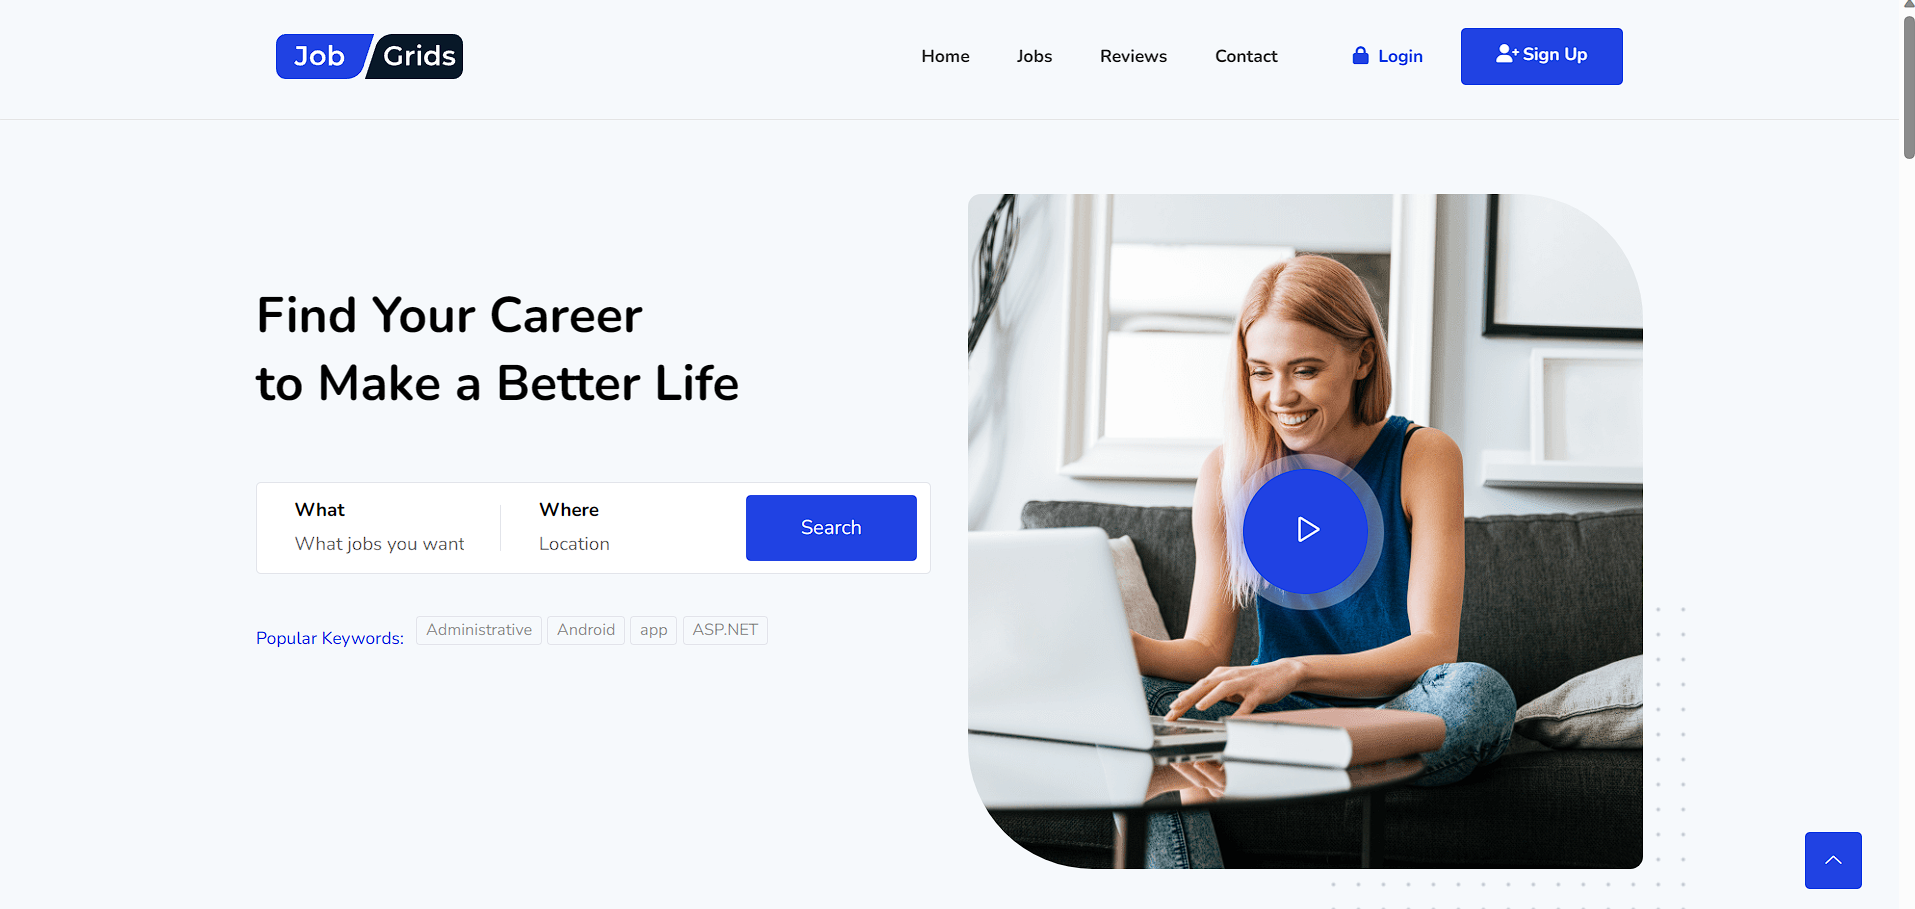 Job Grids
Home Jobs Reviews Contact Login Sign Up
Find Your Career
to Make a Better Life
What Where
What jobs you want Location
Search
Popular Keywords: Administrative Android app ASP.NET